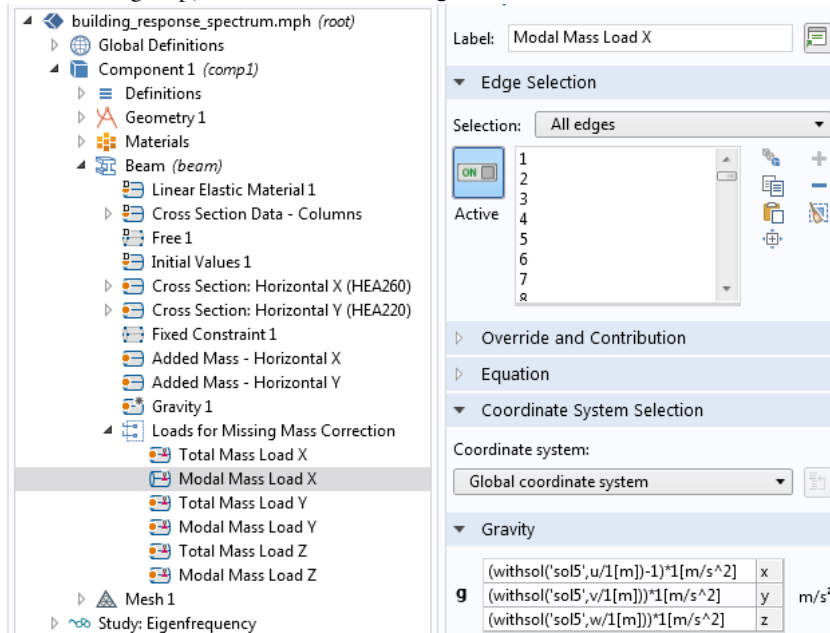 building_response_spectrum.mph (root)
Global Definitions
Component 1 (comp1)
Definitions
Geometry 1
Materials
Beam (beam)
Linear Elastic Material 1
Cross Section Data - Columns
Free 1
Initial Values 1
Cross Section: Horizontal X (HEA260)
Cross Section: Horizontal Y (HEA220)
Fixed Constraint 1
Added Mass - Horizontal X
Added Mass - Horizontal Y
Gravity 1
Loads for Missing Mass Correction
Total Mass Load X
Modal Mass Load X
Total Mass Load Y
Modal Mass Load Y
Total Mass Load Z
Modal Mass Load Z
Mesh 1
Study: Eigenfrequency
Label: Modal Mass Load X
Edge Selection
Selection: All edges
ON
Active
1
2
3
4
5
6
7
8
Override and Contribution
Equation
Coordinate System Selection
Coordinate system:
Global coordinate system
Gravity
(withsol('sol5',u/1[m])-1)*1[m/s^2] x
g (withsol('sol5',v/1[m]))*1[m/s^2] y m/s²
(withsol('sol5',w/1[m]))*1[m/s^2] z